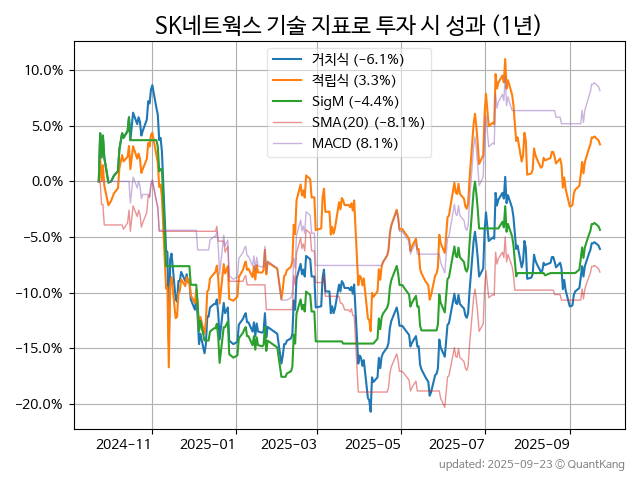 SK네트웍스 기술 지표로 투자 시 성과 (1년)
거치식 (−6.1%)
적립식 (3.3%)
SigM (−4.4%)
SMA(20) (−8.1%)
MACD (8.1%)
10.0%
5.0%
0.0%
−5.0%
−10.0%
−15.0%
−20.0%
2024-11 2025-01 2025-03 2025-05 2025-07 2025-09
updated: 2025-09-23 ⓒ QuantKang